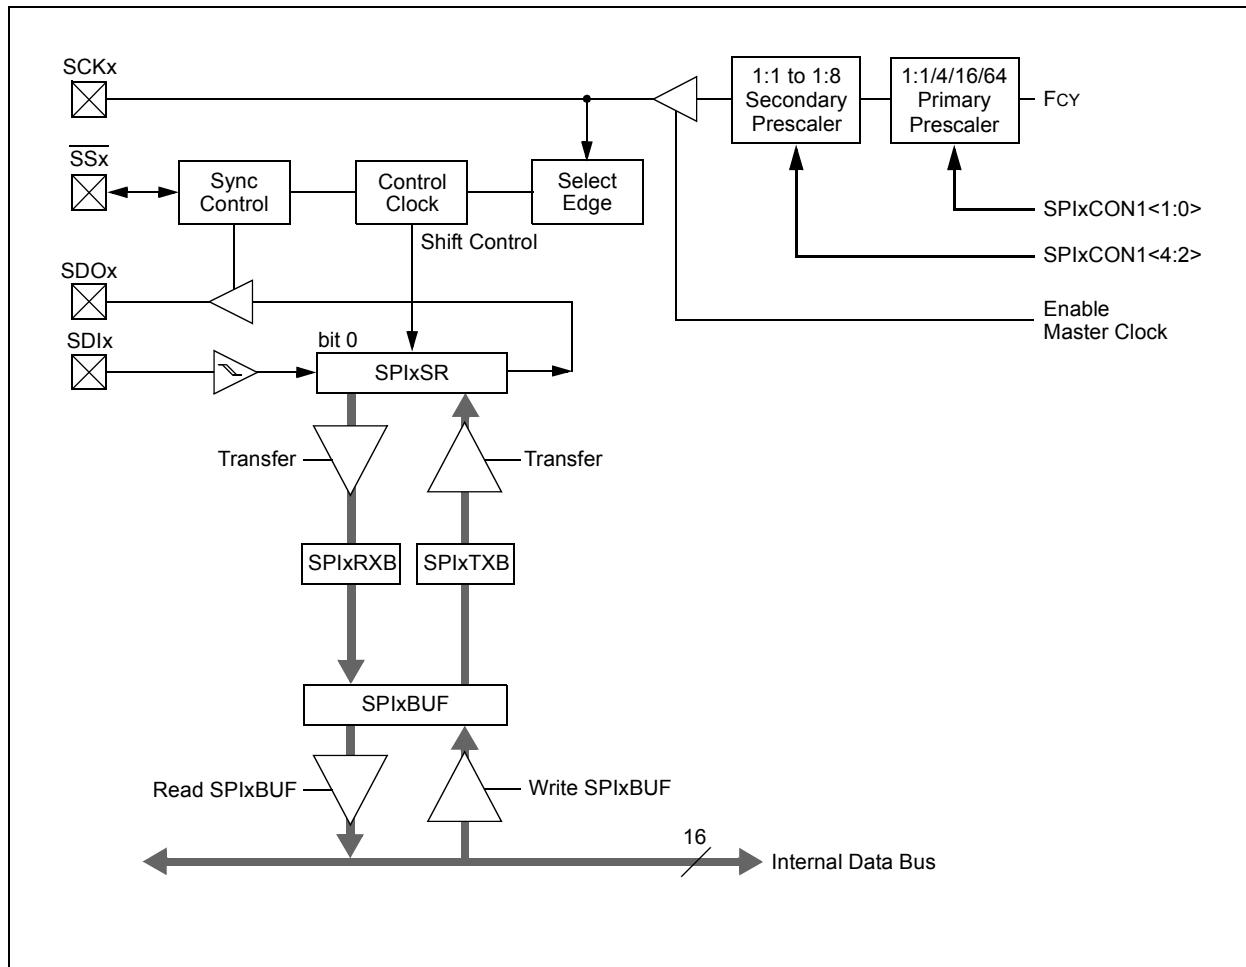 SCKx
1:1 to 1:8
Secondary
Prescaler
1:1/4/16/64
Primary
Prescaler
FCY
SSx
Sync
Control
Control
Clock
Select
Edge
SPIxCON1<1:0>
Shift Control
SPIxCON1<4:2>
SDOx
Enable
Master Clock
SDIx
bit 0
SPIxSR
Transfer
Transfer
SPIxRXB
SPIxTXB
SPIxBUF
Read SPIxBUF
Write SPIxBUF
16
Internal Data Bus